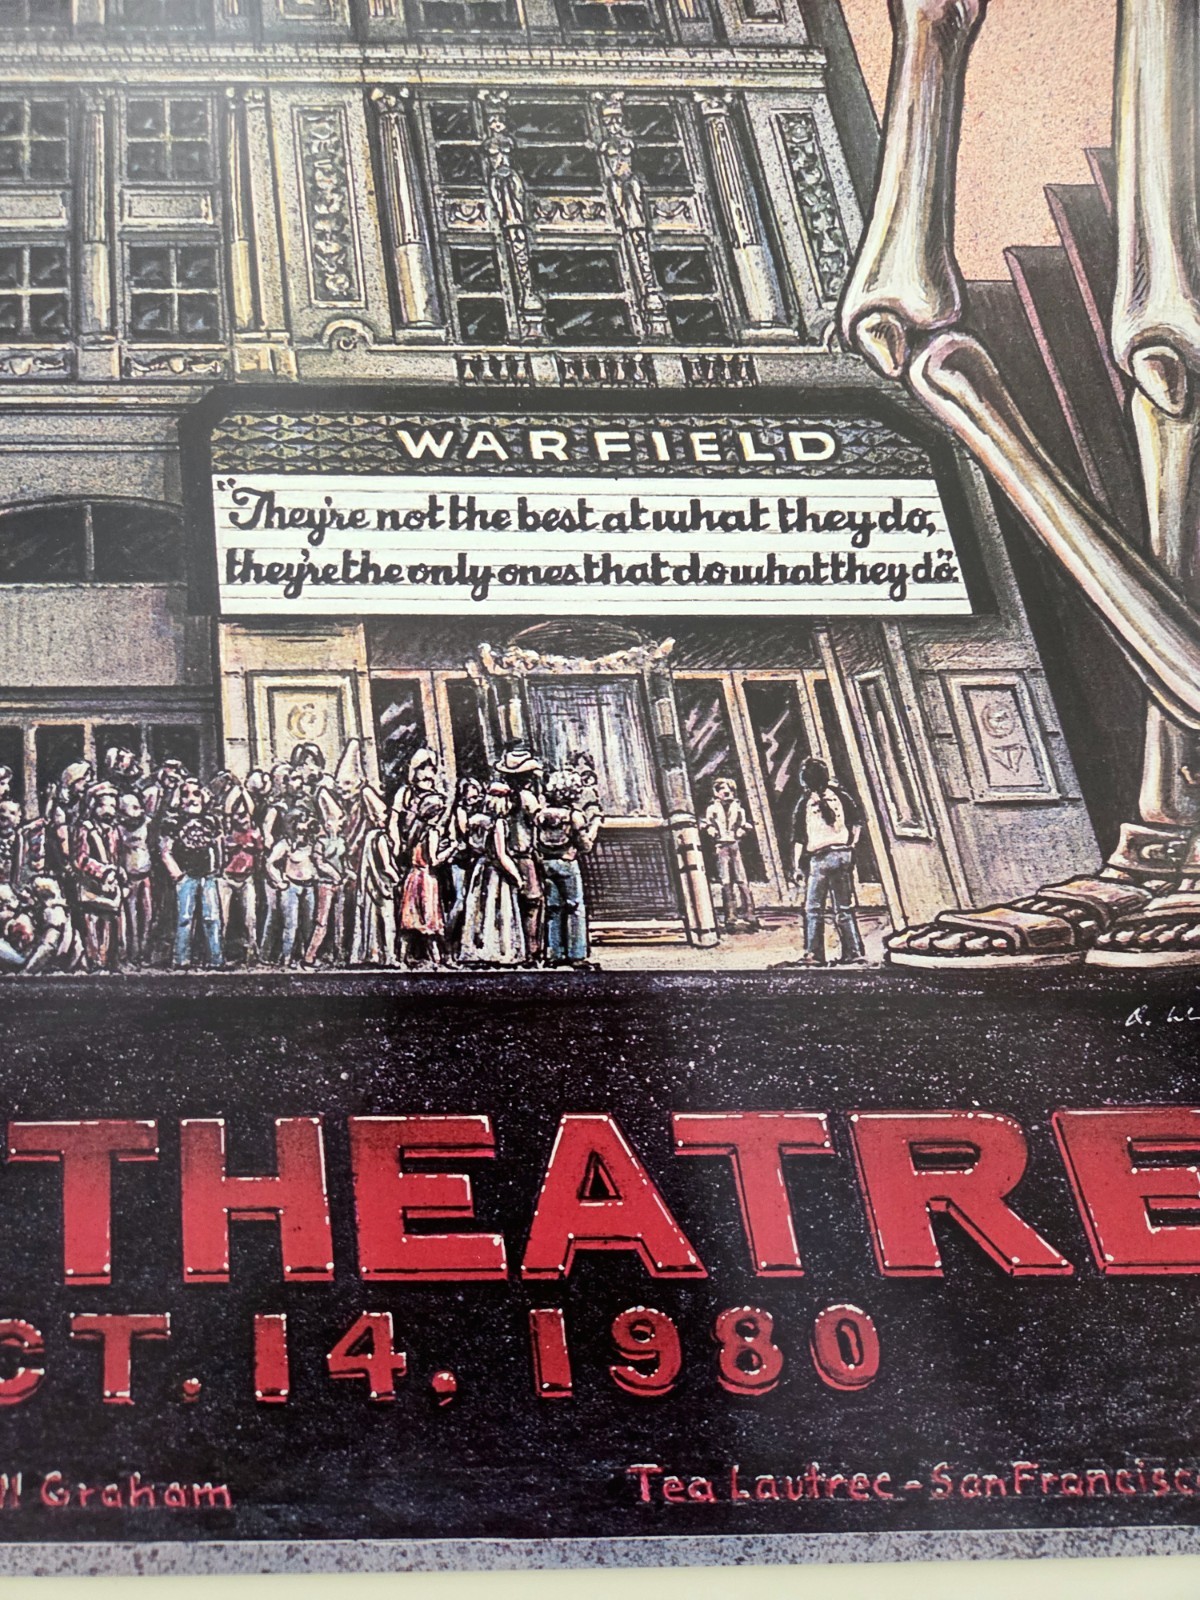 WARFIELD
"They're not the best at what they do,
they're the only ones that do what they do."
THEATRE
CT. 14, 1980
ll Graham
Tea Lautrec - San Francisc